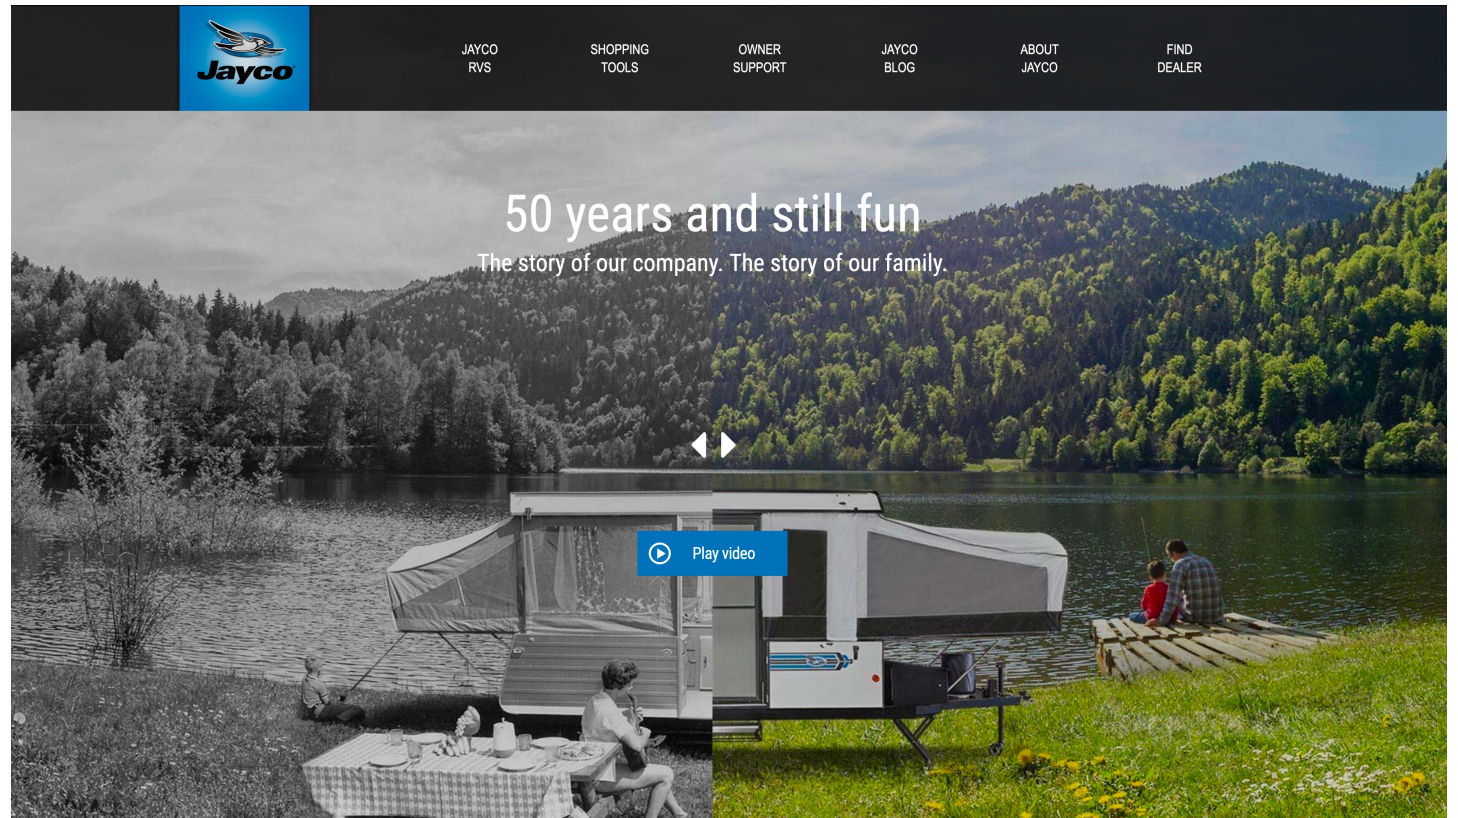 Jayco
JAYCO
RVS
SHOPPING
TOOLS
OWNER
SUPPORT
JAYCO
BLOG
ABOUT
JAYCO
FIND
DEALER
50 years and still fun
The story of our company. The story of our family.
Play video